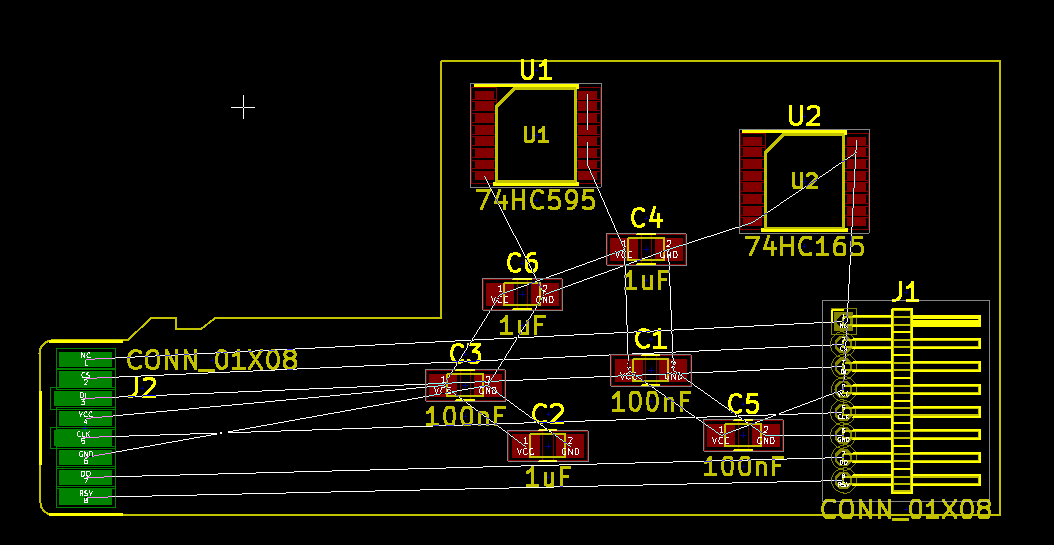 U1
U1
74HC595
U2
U2
74HC165
C4
1 2
VCC GND
1uF
C6
1 2
VCC GND
1uF
J1
CONN_01X08
J2
NC
1
CS
2
DI
3
VCC
4
CLK
5
GND
6
DO
7
RSV
8
C3
1 2
VCC GND
100nF
C1
1 2
VCC GND
100nF
C2
1 2
VCC GND
1uF
C5
1 2
VCC GND
100nF
GND
DO
RSV
CONN_01X08